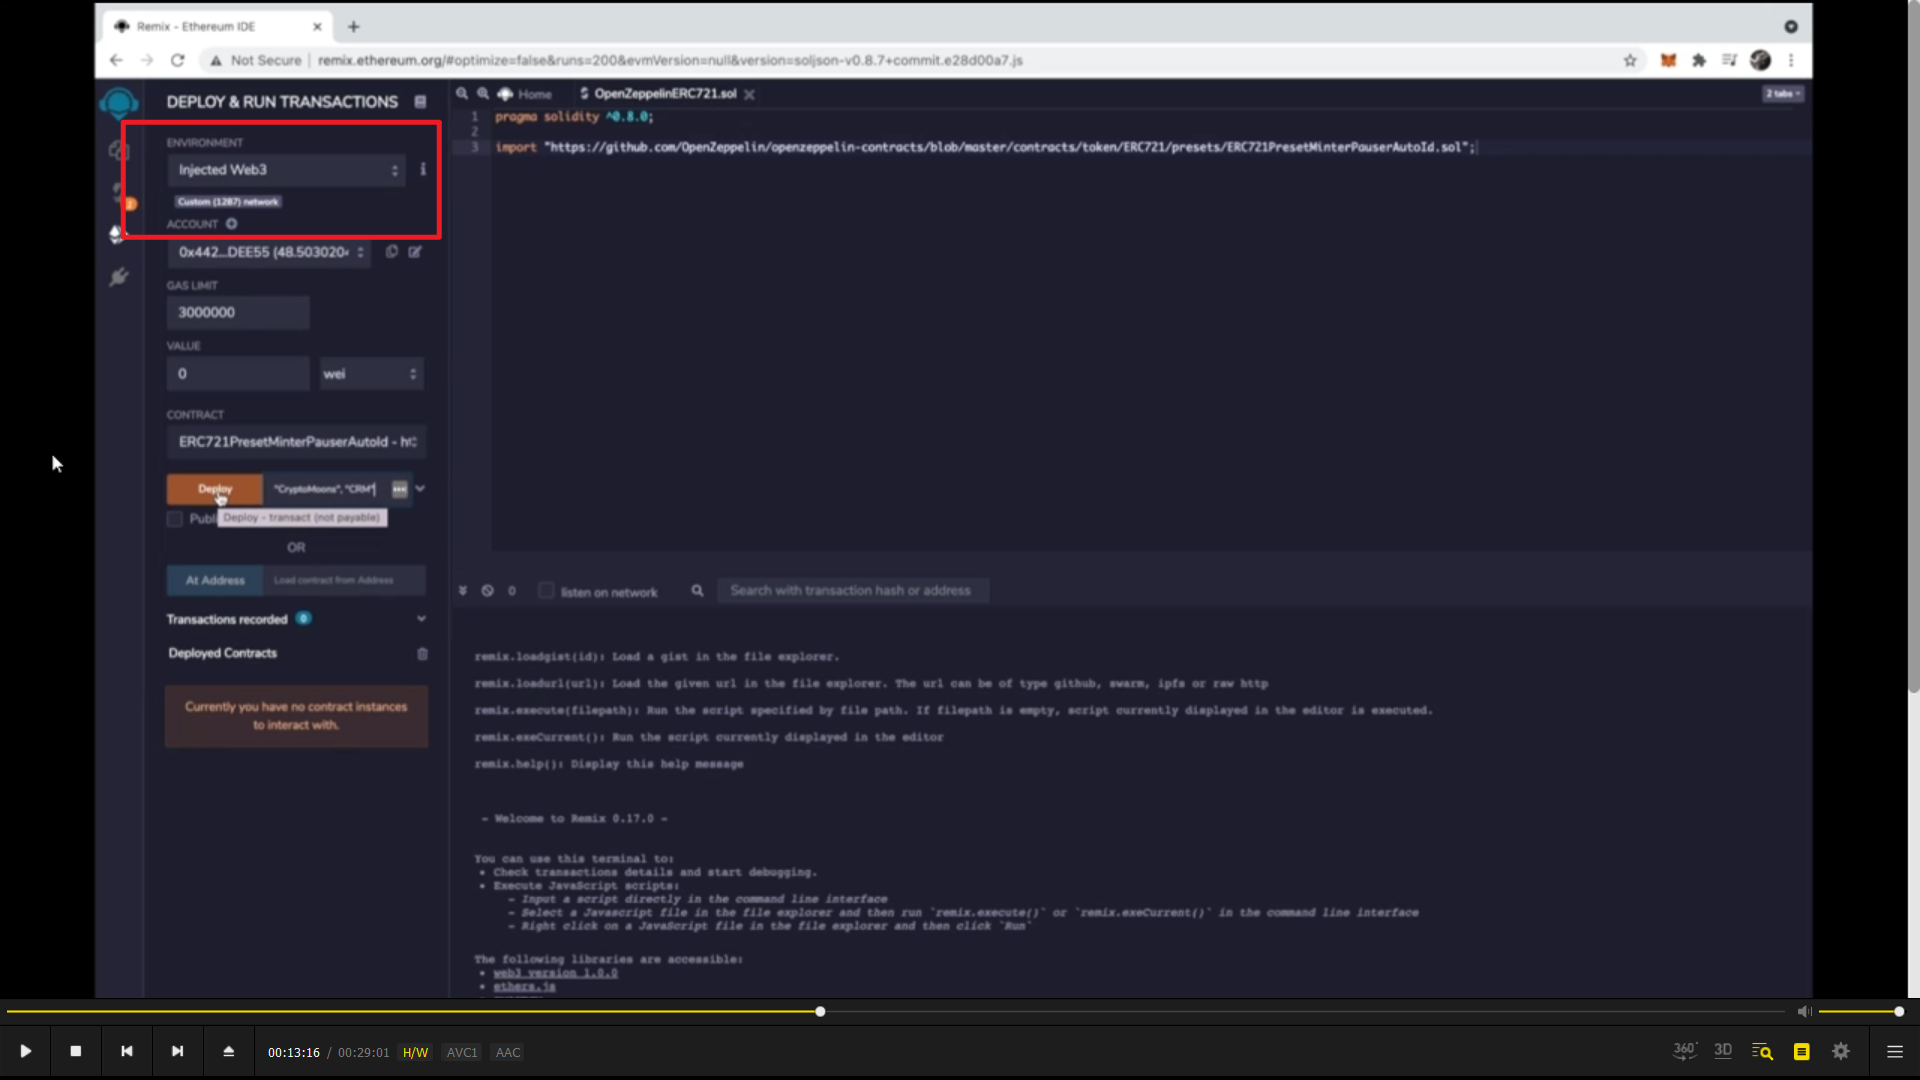 Remix - Ethereum IDE
Not Secure | remix.ethereum.org/#optimize=false&runs=200&evmVersion=null&version=soljson-v0.8.7+commit.e28d00a7.js
DEPLOY & RUN TRANSACTIONS
Home
OpenZeppelinERC721.sol
2 tabs
1 pragma solidity ^0.8.0;
2
3 import "https://github.com/OpenZeppelin/openzeppelin-contracts/blob/master/contracts/token/ERC721/presets/ERC721PresetMinterPauserAutoId.sol";
ENVIRONMENT
Injected Web3
i
Custom (1287) network
2
ACCOUNT
0x442...DEE55 (48.503020
GAS LIMIT
3000000
VALUE
0
wei
CONTRACT
ERC721PresetMinterPauserAutoId - ht
Deploy
"CryptoMoons", "CRM"
Publ
Deploy - transact (not payable)
OR
At Address
Load contract from Address
Transactions recorded 0
Deployed Contracts
Currently you have no contract instances
to interact with.
0
listen on network
Search with transaction hash or address
remix.loadgist(id): Load a gist in the file explorer.
remix.loadurl(url): Load the given url in the file explorer. The url can be of type github, swarm, ipfs or raw http
remix.execute(filepath): Run the script specified by file path. If filepath is empty, script currently displayed in the editor is executed.
remix.exeCurrent(): Run the script currently displayed in the editor
remix.help(): Display this help message
- Welcome to Remix 0.17.0 -
You can use this terminal to:
• Check transactions details and start debugging.
• Execute JavaScript scripts:
- Input a script directly in the command line interface
- Select a Javascript file in the file explorer and then run `remix.execute()` or `remix.exeCurrent()` in the command line interface
- Right click on a JavaScript file in the file explorer and then click `Run`
The following libraries are accessible:
• web3 version 1.0.0
• ethers.js
00:13:16 / 00:29:01 H/W AVC1 AAC
360°
3D